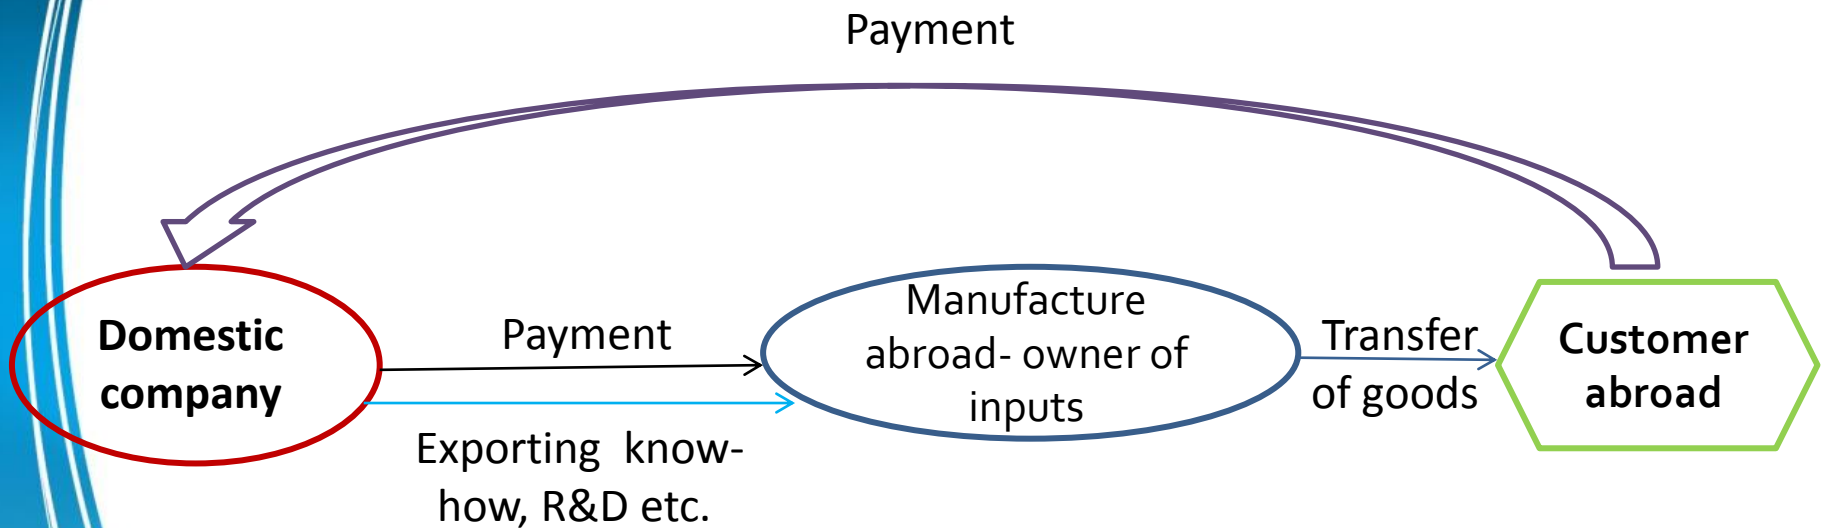 Payment
Domestic
company
Payment
Exporting know-
how, R&D etc.
Manufacture
abroad- owner of
inputs
Transfer
of goods
Customer
abroad